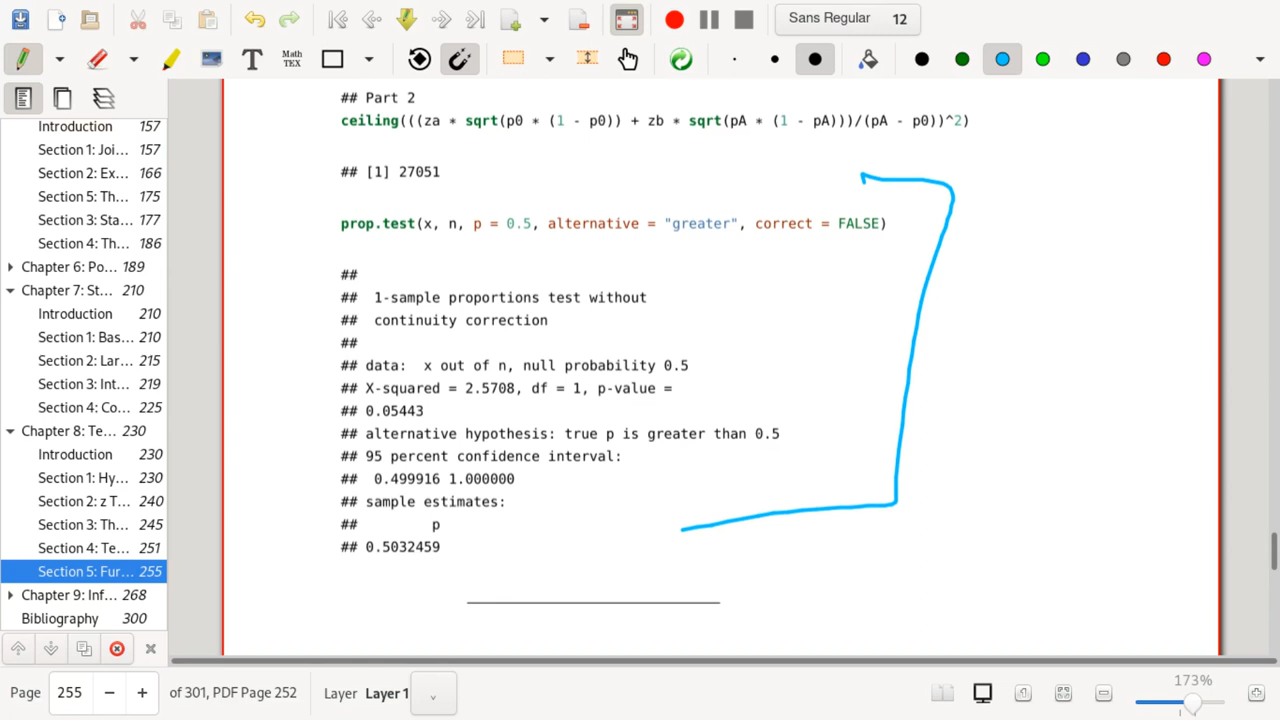 Sans Regular 12
T Math TEX
Introduction 157
Section 1: Joi... 157
Section 2: Ex... 166
Section 5: Th... 175
Section 3: Sta... 177
Section 4: Th... 186
Chapter 6: Po... 189
Chapter 7: St... 210
Introduction 210
Section 1: Bas... 210
Section 2: Lar... 215
Section 3: Int... 219
Section 4: Co... 225
Chapter 8: Te... 230
Introduction 230
Section 1: Hy... 230
Section 2: z T... 240
Section 3: Th... 245
Section 4: Te... 251
Section 5: Fur... 255
Chapter 9: Inf... 268
Bibliography 300
## Part 2
ceiling(((za * sqrt(p0 * (1 - p0)) + zb * sqrt(pA * (1 - pA)))/(pA - p0))^2)
## [1] 27051
prop.test(x, n, p = 0.5, alternative = "greater", correct = FALSE)
##
## 1-sample proportions test without
## continuity correction
##
## data: x out of n, null probability 0.5
## X-squared = 2.5708, df = 1, p-value =
## 0.05443
## alternative hypothesis: true p is greater than 0.5
## 95 percent confidence interval:
## 0.499916 1.000000
## sample estimates:
## p
## 0.5032459
Page 255 of 301, PDF Page 252 Layer Layer 1 173%